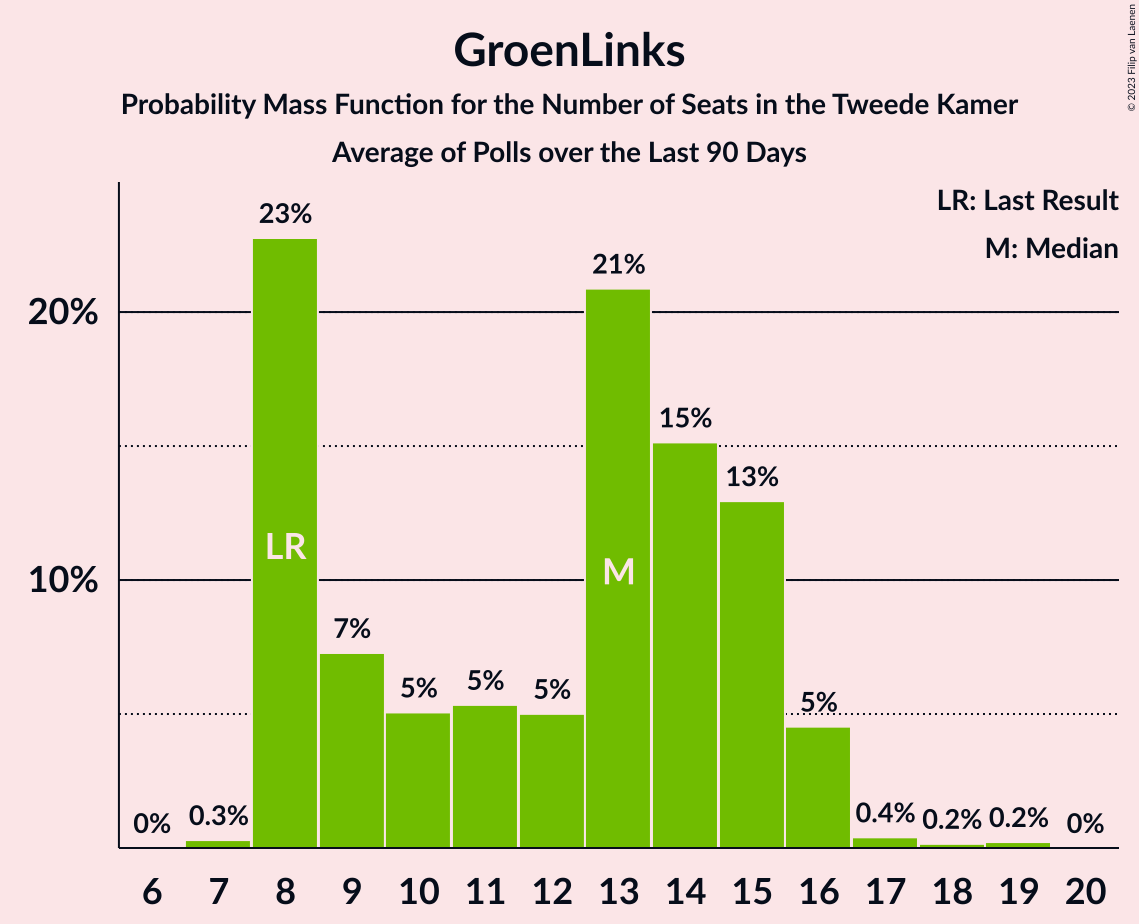 GroenLinks
Probability Mass Function for the Number of Seats in the Tweede Kamer
Average of Polls over the Last 90 Days
© 2023 Filip van Laenen
LR: Last Result
M: Median
20%
10%
0%
0.3%
23%
7%
5%
5%
5%
21%
15%
13%
5%
0.4%
0.2%
0.2%
0%
LR
M
6 7 8 9 10 11 12 13 14 15 16 17 18 19 20